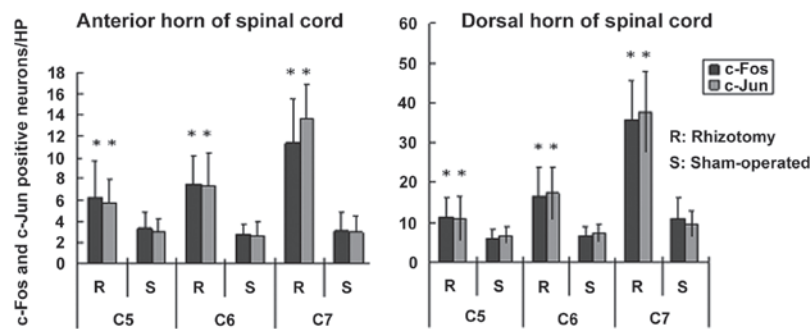 Anterior horn of spinal cord
c-Fos and c-Jun positive neurons/HP
18
16
14
12
10
8
6
4
2
0
* *
* *
* *
R S R S R S
C5 C6 C7
Dorsal horn of spinal cord
60
50
40
30
20
10
0
* *
* *
* *
R S R S R S
C5 C6 C7
c-Fos
c-Jun
R: Rhizotomy
S: Sham-operated